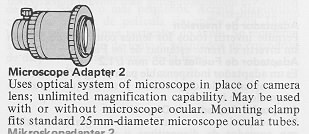 Microscope Adapter 2
Uses optical system of microscope in place of camera
lens; unlimited magnification capability. May be used
with or without microscope ocular. Mounting clamp
fits standard 25mm-diameter microscope ocular tubes.
Mikroskopadapter 2